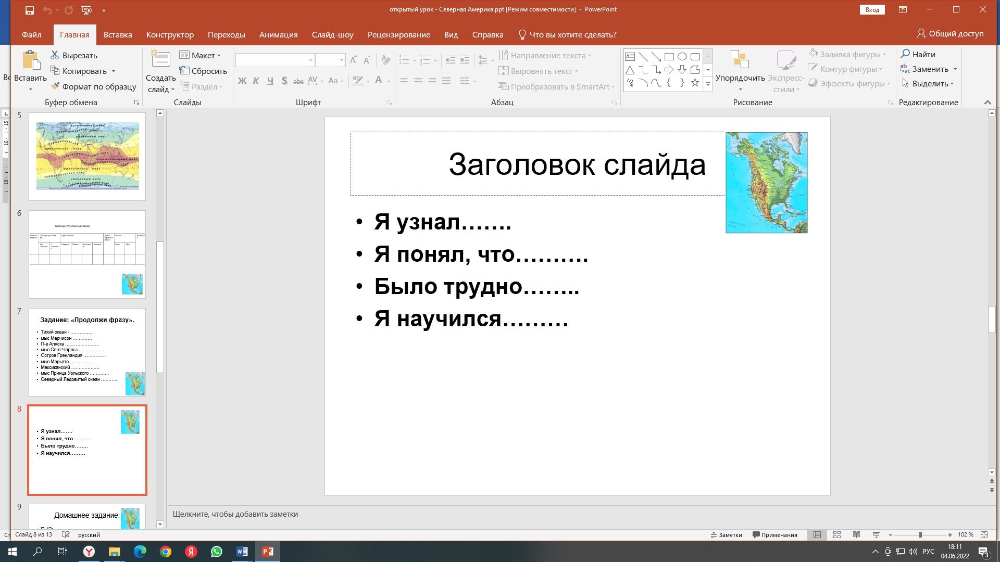 открытый урок - Северная Америка.ppt [Режим совместимости] - PowerPoint
Вход
Файл Главная Вставка Конструктор Переходы Анимация Слайд-шоу Рецензирование Вид Справка Что вы хотите сделать? Общий доступ
Вставить
Вырезать
Копировать
Формат по образцу
Буфер обмена
Создать слайд
Макет
Сбросить
Раздел
Слайды
Ж К Ч S abc AV Aa A
Шрифт
Направление текста
Выровнять текст
Преобразовать в SmartArt
Абзац
Упорядочить
Экспресс-стили
Заливка фигуры
Контур фигуры
Эффекты фигуры
Рисование
Найти
Заменить
Выделить
Редактирование
5
6
Таблица. Изучение материка.
7
Задание: «Продолжи фразу».
• Тихий океан - ……………
• мыс Мерчисон ………….
• П-в Аляска …………………..
• мыс Сент-Чарльз ……………
• Остров Гренландия ……………
• мыс Марьято ……………
• Мексиканский ……………….
• мыс Принца Уэльского ………….
• Северный Ледовитый океан ………..
8
• Я узнал…….
• Я понял, что……….
• Было трудно……..
• Я научился………
9
Домашнее задание:
Заголовок слайда
• Я узнал…….
• Я понял, что……….
• Было трудно……..
• Я научился………
Щелкните, чтобы добавить заметки
Слайд 8 из 13 русский Заметки Примечания 102 %
РУС
18:11
04.06.2022
3